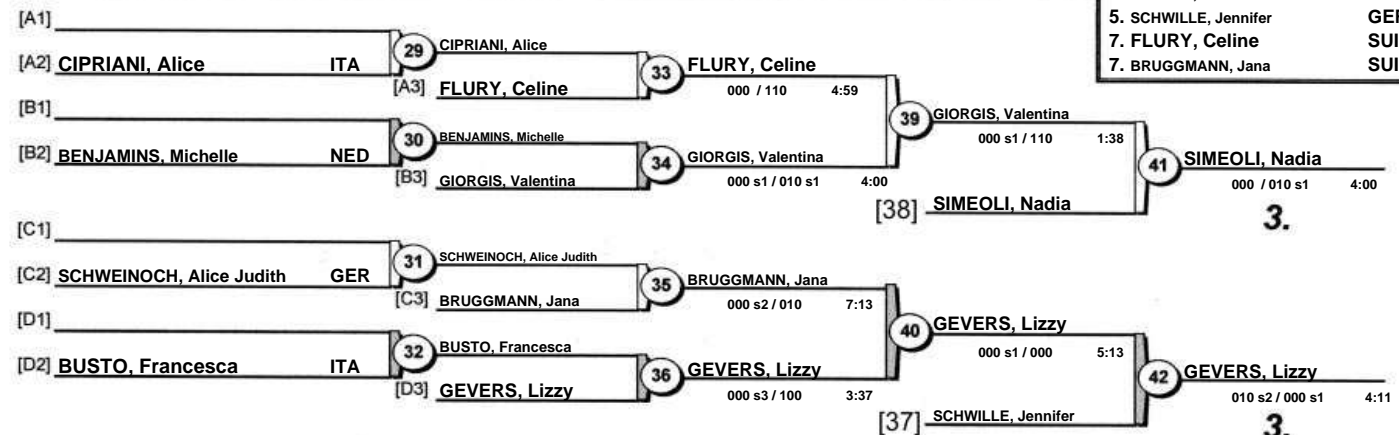 5. SCHWILLE, Jennifer
7. FLURY, Celine SUI
7. BRUGGMANN, Jana SUI
[A1]
[A2] CIPRIANI, Alice ITA
29 CIPRIANI, Alice
[A3] FLURY, Celine
33 FLURY, Celine
000 / 110 4:59
[B1]
[B2] BENJAMINS, Michelle NED
30 BENJAMINS, Michelle
[B3] GIORGIS, Valentina
34 GIORGIS, Valentina
000 s1 / 010 s1 4:00
39 GIORGIS, Valentina
000 s1 / 110 1:38
[38] SIMEOLI, Nadia
41 SIMEOLI, Nadia
000 / 010 s1 4:00
3.
[C1]
[C2] SCHWEINOCH, Alice Judith GER
31 SCHWEINOCH, Alice Judith
[C3] BRUGGMANN, Jana
35 BRUGGMANN, Jana
000 s2 / 010 7:13
[D1]
[D2] BUSTO, Francesca ITA
32 BUSTO, Francesca
[D3] GEVERS, Lizzy
36 GEVERS, Lizzy
000 s3 / 100 3:37
40 GEVERS, Lizzy
000 s1 / 000 5:13
[37] SCHWILLE, Jennifer
42 GEVERS, Lizzy
010 s2 / 000 s1 4:11
3.